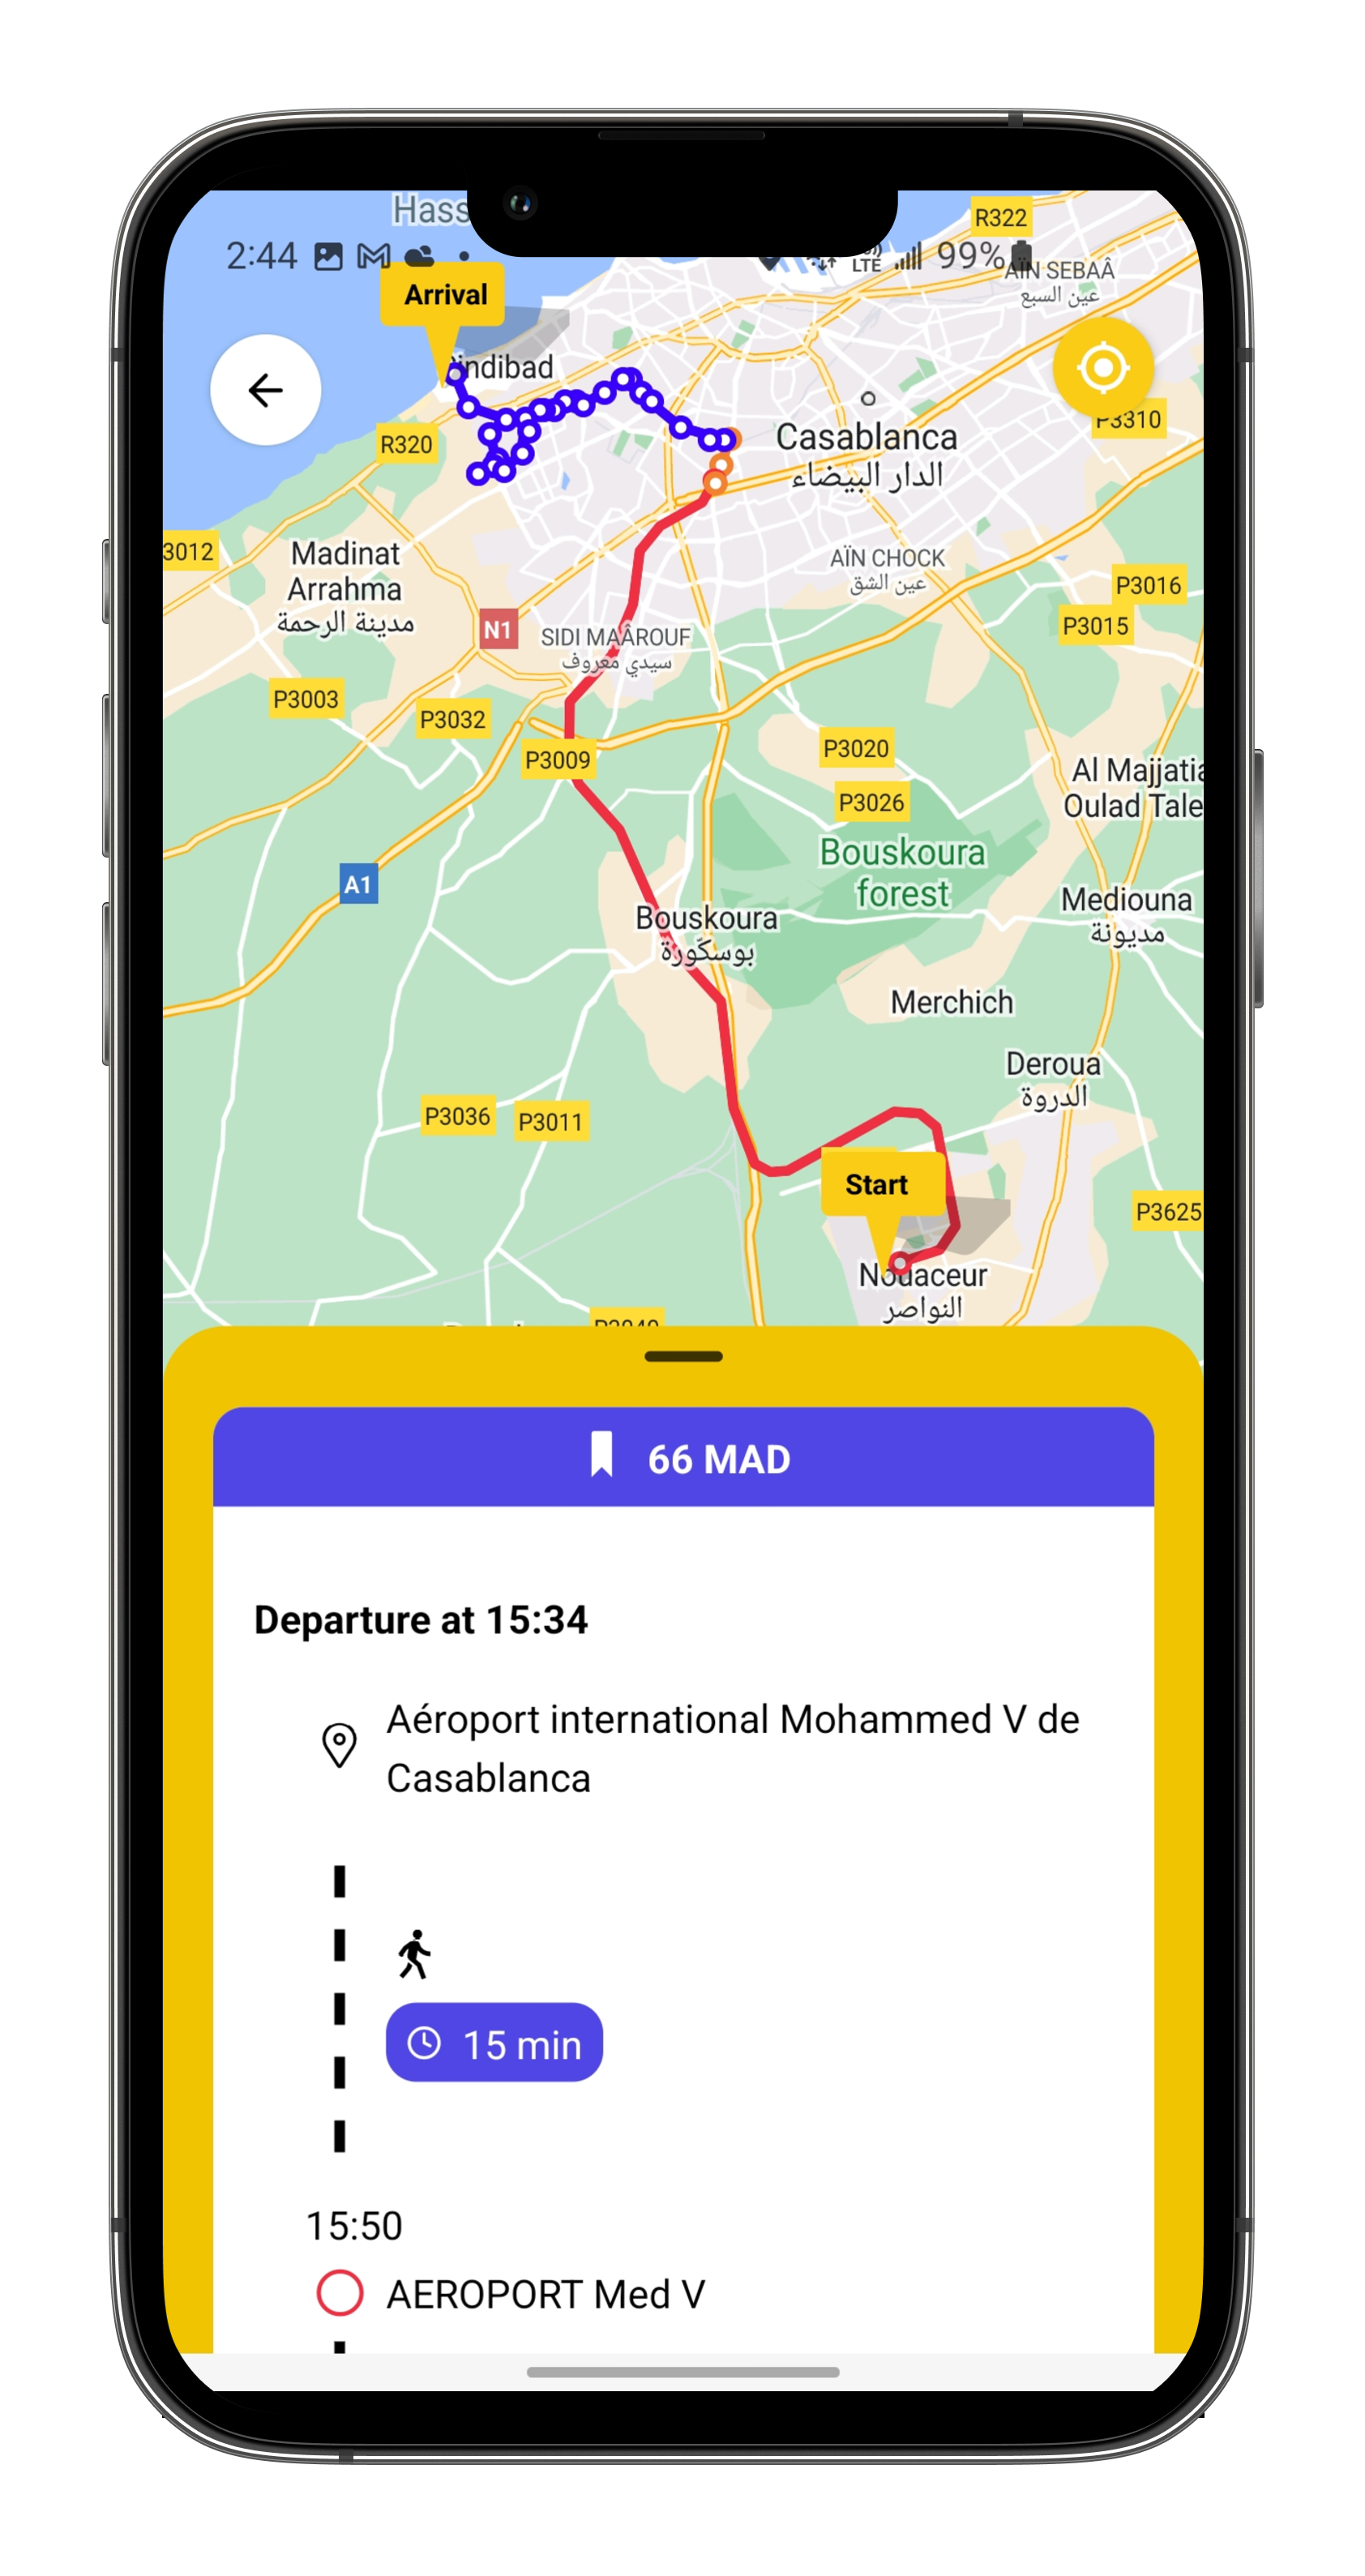 Hass
R322
2:44
LTE
99%
AÏN SEBAÂ
عين السبع
Arrival
indibad
P3310
R320
Casablanca
الدار البيضاء
3012
Madinat
Arrahma
مدينة الرحمة
AÏN CHOCK
عين الشق
P3016
P3015
N1
SIDI MAÂROUF
سيدي معروف
P3003
P3032
P3020
P3009
P3026
Al Majjatia
Oulad Tale
Bouskoura
forest
A1
Mediouna
مديونة
Bouskoura
بوسكورة
Merchich
Deroua
الدروة
P3036
P3011
Start
P3625
Nouaceur
النواصر
66 MAD
Departure at 15:34
Aéroport international Mohammed V de
Casablanca
15 min
15:50
AEROPORT Med V